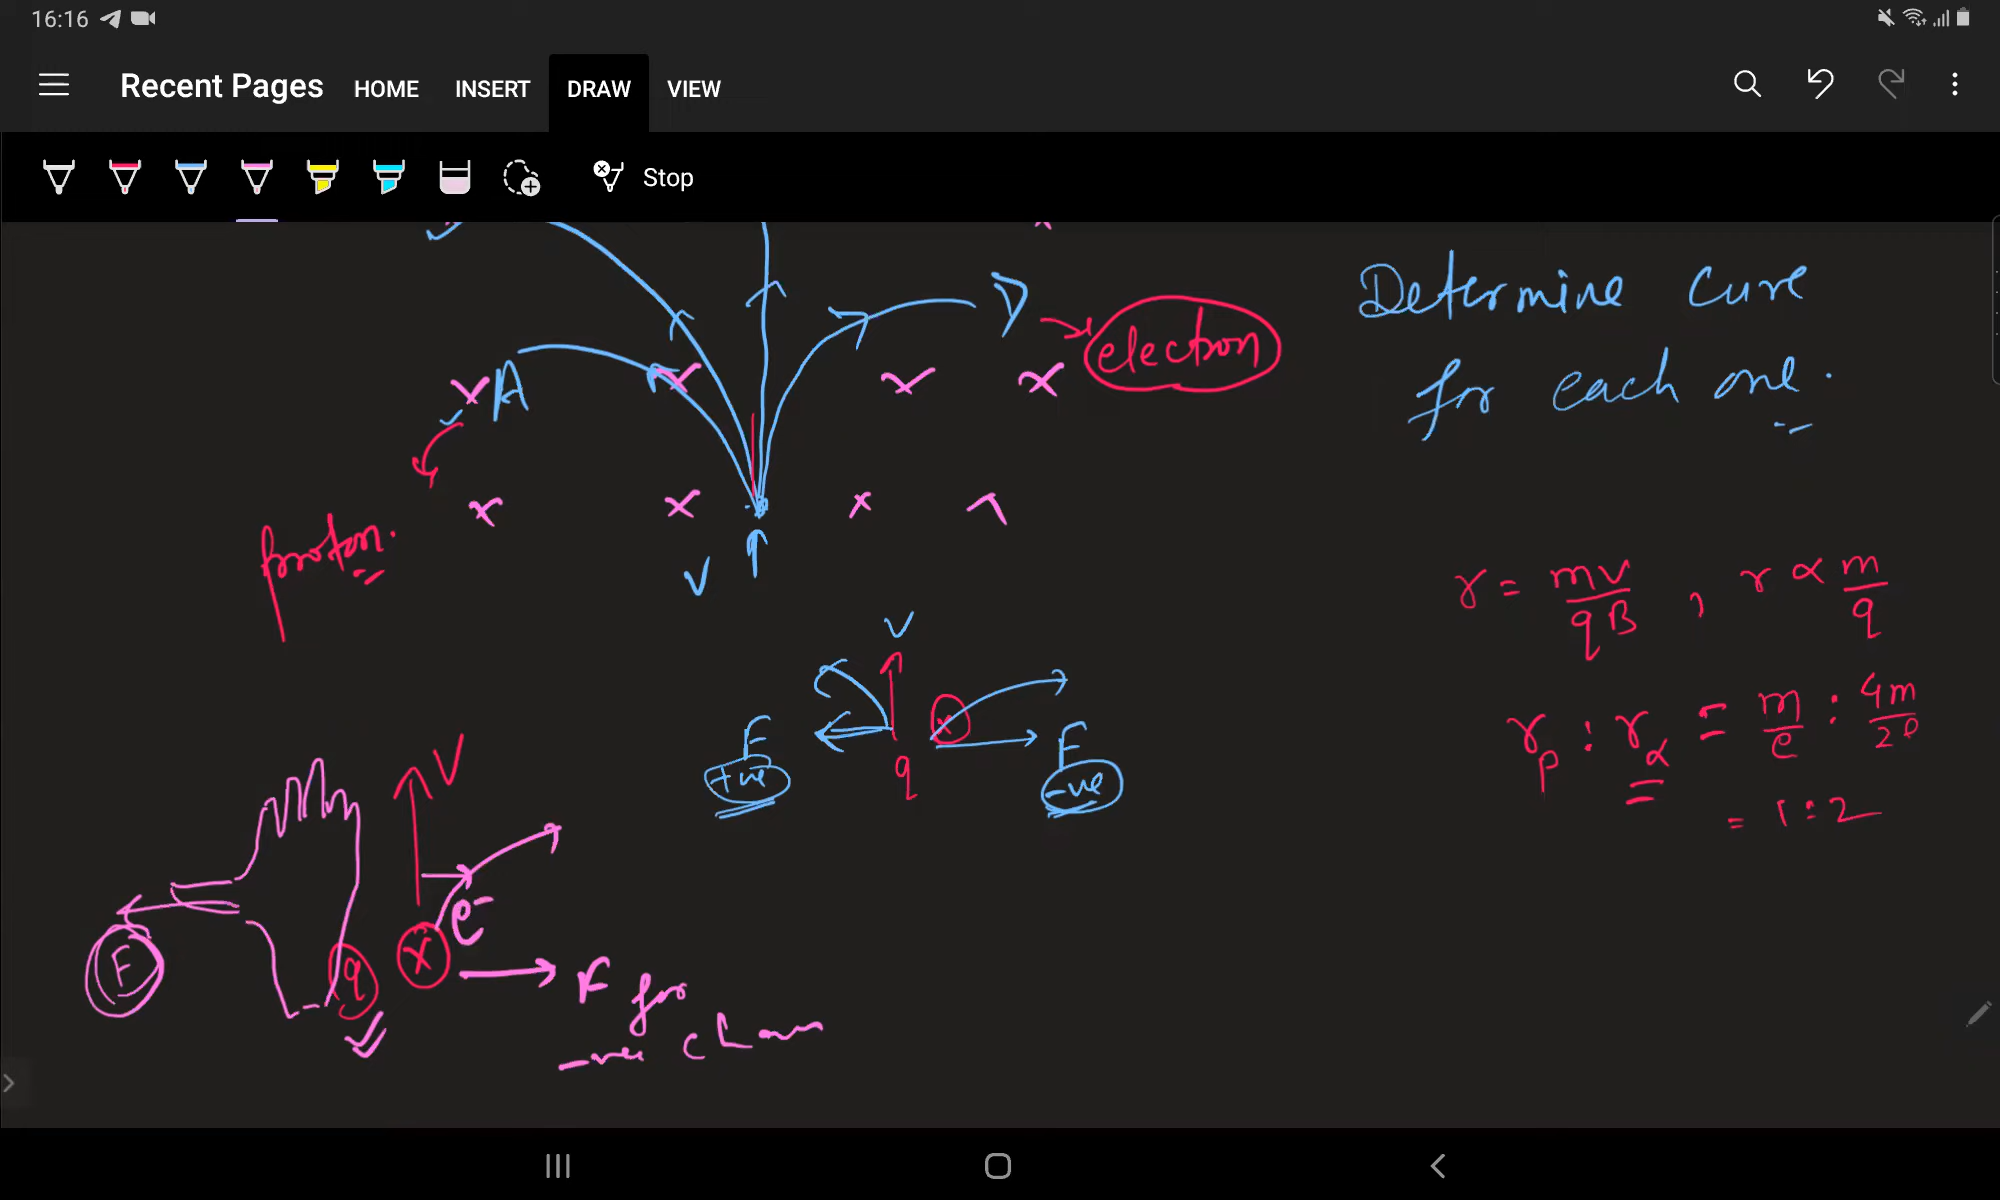 16:16
Recent Pages HOME INSERT DRAW VIEW
Stop
Determine Curve
for each one.
D
electron
A
proton.
V
r = mv/qB , r ∝ m/q
V
F
+ve
q
x
F
-ve
rp : rα = m/e : 4m/2e
= 1:2
V
F
q
x
e-
F for
-ve